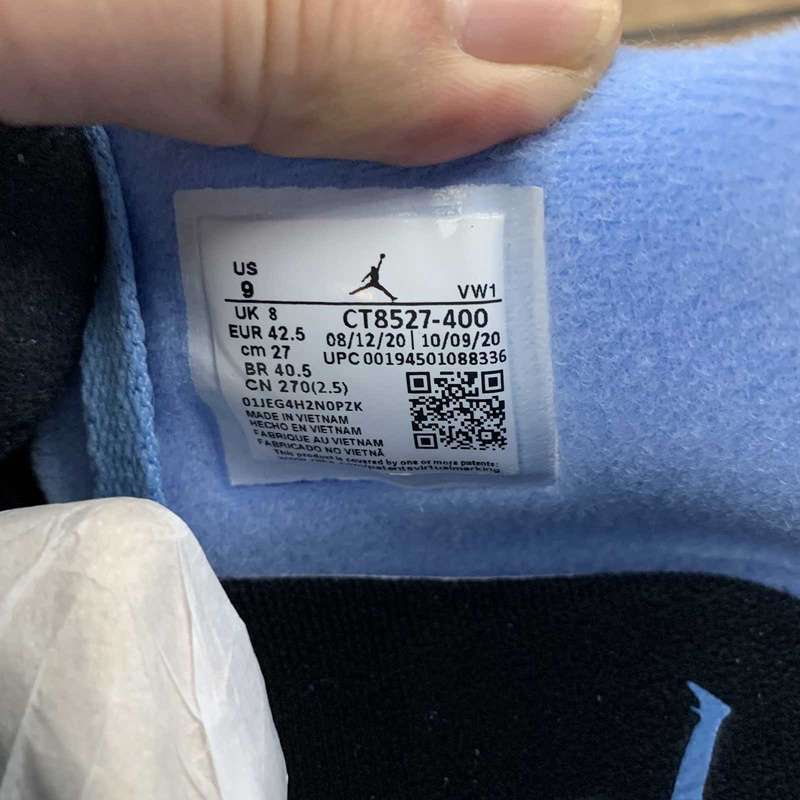 US
9
VW1
UK 8
CT8527-400
EUR 42.5
08/12/20 | 10/09/20
cm 27
UPC 00194501088336
BR 40.5
CN 270(2.5)
01JEG4H2N0PZK
MADE IN VIETNAM
HECHO EN VIETNAM
FABRIQUE AU VIETNAM
FABRICADO NO VIETNÃ
This product is covered by one or more patents: